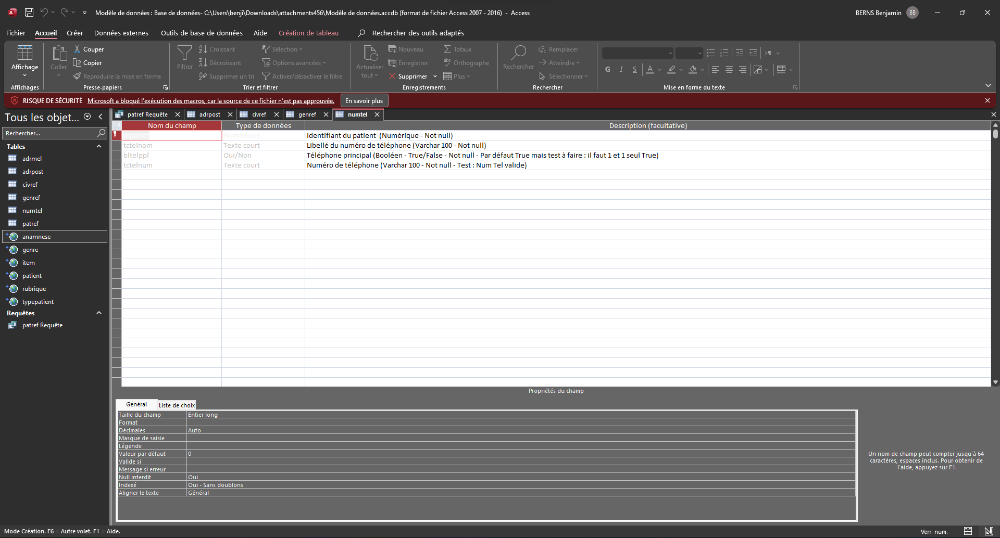 Modèle de données : Base de données- C:\Users\benji\Downloads\attachments456\Modèle de données.accdb (format de fichier Access 2007 - 2016) - Access
BERNS Benjamin BB
Fichier Accueil Créer Données externes Outils de base de données Aide Création de tableau Rechercher des outils adaptés
Affichage
Affichages
Coller
Couper
Copier
Reproduire la mise en forme
Presse-papiers
Filtrer
Croissant
Décroissant
Supprimer un tri
Sélection
Options avancées
Activer/désactiver le filtre
Trier et filtrer
Actualiser
tout
Nouveau
Enregistrer
Supprimer
Totaux
Orthographe
Plus
Enregistrements
Rechercher
Remplacer
Atteindre
Sélectionner
Rechercher
G I S A
Mise en forme du texte
RISQUE DE SÉCURITÉ Microsoft a bloqué l'exécution des macros, car la source de ce fichier n'est pas approuvée. En savoir plus
Tous les objet...
Rechercher...
Tables
adrmel
adrpost
civref
genref
numtel
patref
anamnese
genre
item
patient
rubrique
typepatient
Requêtes
patref Requête
patref Requête adrpost civref genref numtel
Nom du champ Type de données Description (facultative)
idpatref Numérique Identifiant du patient (Numérique - Not null)
tctelnom Texte court Libellé du numéro de téléphone (Varchar 100 - Not null)
bltelppl Oui/Non Téléphone principal (Booléen - True/False - Not null - Par défaut True mais test à faire : il faut 1 et 1 seul True)
tctelnum Texte court Numéro de téléphone (Varchar 100 - Not null - Test : Num Tel valide)
Propriétés du champ
Général Liste de choix
Taille du champ Entier long
Format
Décimales Auto
Masque de saisie
Légende
Valeur par défaut 0
Valide si
Message si erreur
Null interdit Oui
Indexé Oui - Sans doublons
Aligner le texte Général
Un nom de champ peut compter jusqu'à 64
caractères, espaces inclus. Pour obtenir de
l'aide, appuyez sur F1.
Mode Création. F6 = Autre volet. F1 = Aide.
Verr. num.